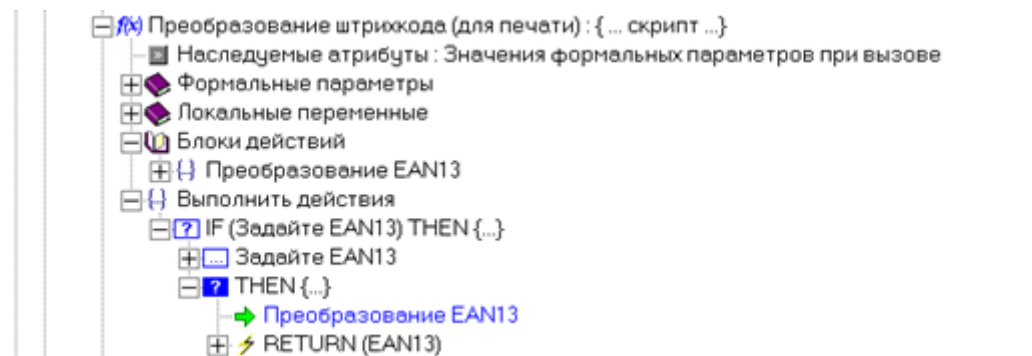 f(x) Преобразование штрихкода (для печати) : { ... скрипт ...}
Наследуемые атрибуты : Значения формальных параметров при вызове
Формальные параметры
Локальные переменные
Блоки действий
{-} Преобразование EAN13
{-} Выполнить действия
? IF (Задайте EAN13) THEN {...}
... Задайте EAN13
? THEN {...}
Преобразование EAN13
RETURN (EAN13)